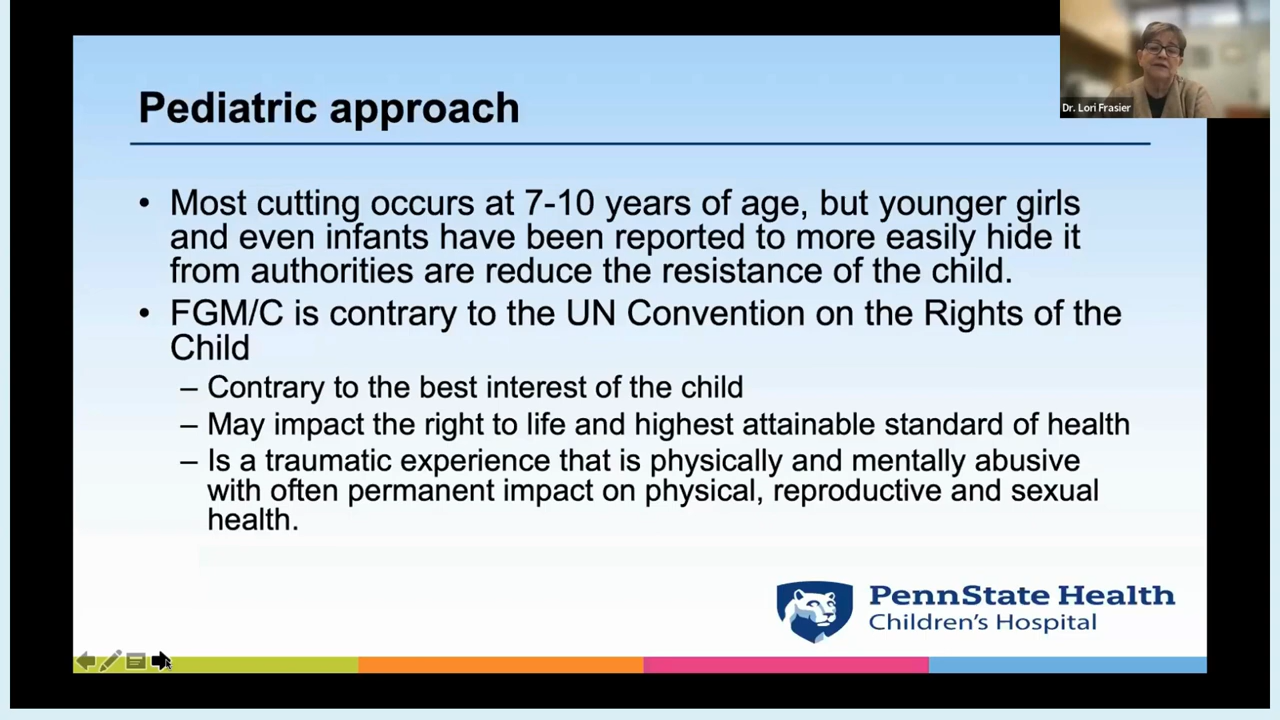 Dr. Lori Frasier
Pediatric approach
• Most cutting occurs at 7-10 years of age, but younger girls
and even infants have been reported to more easily hide it
from authorities are reduce the resistance of the child.
• FGM/C is contrary to the UN Convention on the Rights of the
Child
– Contrary to the best interest of the child
– May impact the right to life and highest attainable standard of health
– Is a traumatic experience that is physically and mentally abusive
with often permanent impact on physical, reproductive and sexual
health.
PennState Health
Children's Hospital